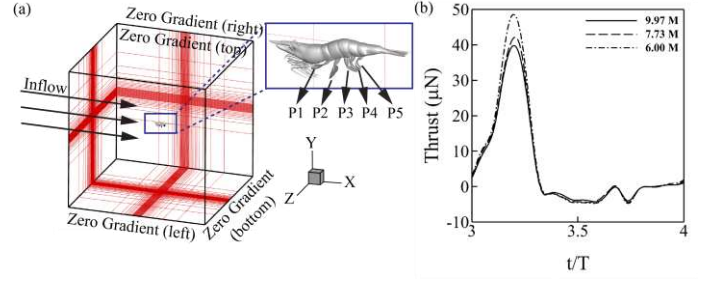 (a)
Zero Gradient (right)
Zero Gradient (top)
Inflow
P1 P2 P3 P4 P5
Y
X
Z
Zero Gradient (left)
Zero Gradient
(bottom)
(b)
50
40
30
20
10
0
-10
Thrust (μN)
9.97 M
7.73 M
6.00 M
3 3.5 4
t/T